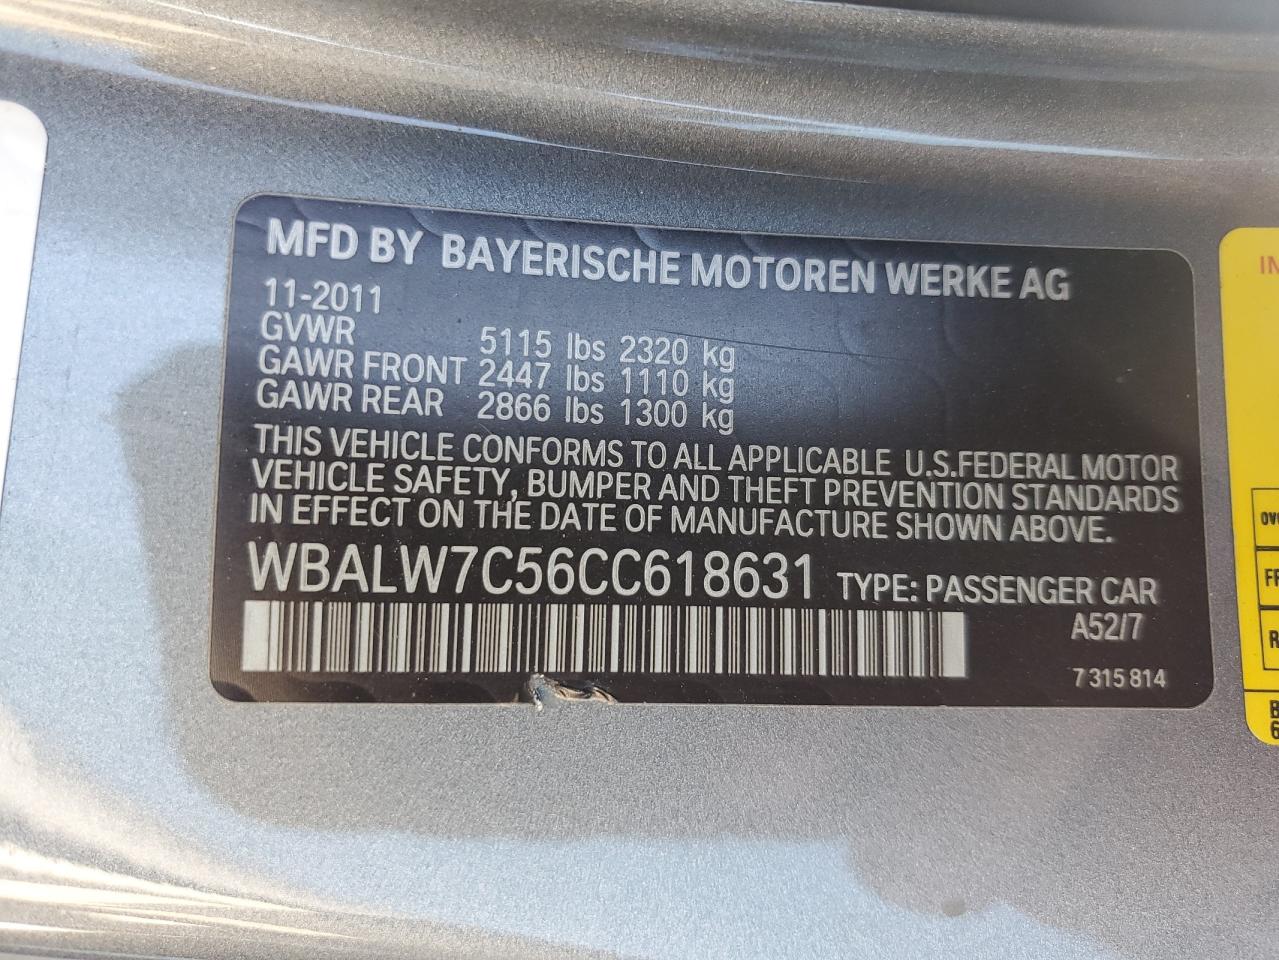 MFD BY BAYERISCHE MOTOREN WERKE AG
11-2011
GVWR 5115 lbs 2320 kg
GAWR FRONT 2447 lbs 1110 kg
GAWR REAR 2866 lbs 1300 kg
THIS VEHICLE CONFORMS TO ALL APPLICABLE U.S.FEDERAL MOTOR
VEHICLE SAFETY, BUMPER AND THEFT PREVENTION STANDARDS
IN EFFECT ON THE DATE OF MANUFACTURE SHOWN ABOVE.
WBALW7C56CC618631 TYPE: PASSENGER CAR
A52/7
7 315 814